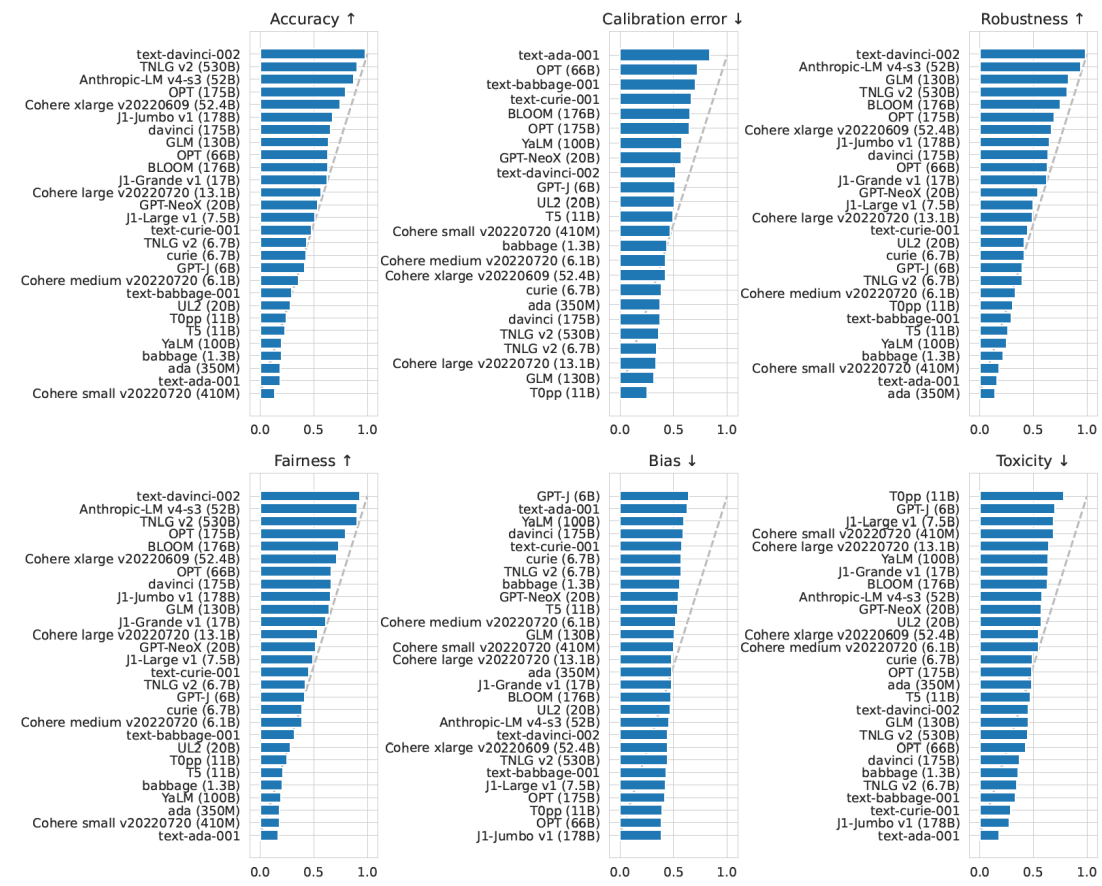 Accuracy ↑
text-davinci-002
TNLG v2 (530B)
Anthropic-LM v4-s3 (52B)
OPT (175B)
Cohere xlarge v20220609 (52.4B)
J1-Jumbo v1 (178B)
davinci (175B)
GLM (130B)
OPT (66B)
BLOOM (176B)
J1-Grande v1 (17B)
Cohere large v20220720 (13.1B)
GPT-NeoX (20B)
J1-Large v1 (7.5B)
text-curie-001
TNLG v2 (6.7B)
curie (6.7B)
GPT-J (6B)
Cohere medium v20220720 (6.1B)
text-babbage-001
UL2 (20B)
T0pp (11B)
T5 (11B)
YaLM (100B)
babbage (1.3B)
ada (350M)
text-ada-001
Cohere small v20220720 (410M)
0.0 0.5 1.0
Calibration error ↓
text-ada-001
OPT (66B)
text-babbage-001
text-curie-001
BLOOM (176B)
OPT (175B)
YaLM (100B)
GPT-NeoX (20B)
text-davinci-002
GPT-J (6B)
UL2 (20B)
T5 (11B)
Cohere small v20220720 (410M)
babbage (1.3B)
Cohere medium v20220720 (6.1B)
Cohere xlarge v20220609 (52.4B)
curie (6.7B)
ada (350M)
davinci (175B)
TNLG v2 (530B)
TNLG v2 (6.7B)
Cohere large v20220720 (13.1B)
GLM (130B)
T0pp (11B)
0.0 0.5 1.0
Robustness ↑
text-davinci-002
Anthropic-LM v4-s3 (52B)
GLM (130B)
TNLG v2 (530B)
BLOOM (176B)
OPT (175B)
Cohere xlarge v20220609 (52.4B)
J1-Jumbo v1 (178B)
davinci (175B)
OPT (66B)
J1-Grande v1 (17B)
GPT-NeoX (20B)
J1-Large v1 (7.5B)
Cohere large v20220720 (13.1B)
text-curie-001
UL2 (20B)
curie (6.7B)
GPT-J (6B)
TNLG v2 (6.7B)
Cohere medium v20220720 (6.1B)
T0pp (11B)
text-babbage-001
T5 (11B)
YaLM (100B)
babbage (1.3B)
Cohere small v20220720 (410M)
text-ada-001
ada (350M)
0.0 0.5 1.0
Fairness ↑
text-davinci-002
Anthropic-LM v4-s3 (52B)
TNLG v2 (530B)
OPT (175B)
BLOOM (176B)
Cohere xlarge v20220609 (52.4B)
OPT (66B)
davinci (175B)
J1-Jumbo v1 (178B)
GLM (130B)
J1-Grande v1 (17B)
Cohere large v20220720 (13.1B)
GPT-NeoX (20B)
J1-Large v1 (7.5B)
text-curie-001
TNLG v2 (6.7B)
GPT-J (6B)
curie (6.7B)
Cohere medium v20220720 (6.1B)
text-babbage-001
UL2 (20B)
T0pp (11B)
T5 (11B)
babbage (1.3B)
YaLM (100B)
ada (350M)
Cohere small v20220720 (410M)
text-ada-001
0.0 0.5 1.0
Bias ↓
GPT-J (6B)
text-ada-001
YaLM (100B)
davinci (175B)
text-curie-001
curie (6.7B)
TNLG v2 (6.7B)
babbage (1.3B)
GPT-NeoX (20B)
T5 (11B)
Cohere medium v20220720 (6.1B)
GLM (130B)
Cohere small v20220720 (410M)
Cohere large v20220720 (13.1B)
ada (350M)
J1-Grande v1 (17B)
BLOOM (176B)
UL2 (20B)
Anthropic-LM v4-s3 (52B)
text-davinci-002
Cohere xlarge v20220609 (52.4B)
TNLG v2 (530B)
text-babbage-001
J1-Large v1 (7.5B)
OPT (175B)
T0pp (11B)
OPT (66B)
J1-Jumbo v1 (178B)
0.0 0.5 1.0
Toxicity ↓
T0pp (11B)
GPT-J (6B)
J1-Large v1 (7.5B)
Cohere small v20220720 (410M)
Cohere large v20220720 (13.1B)
YaLM (100B)
J1-Grande v1 (17B)
BLOOM (176B)
Anthropic-LM v4-s3 (52B)
GPT-NeoX (20B)
UL2 (20B)
Cohere xlarge v20220609 (52.4B)
Cohere medium v20220720 (6.1B)
curie (6.7B)
OPT (175B)
ada (350M)
T5 (11B)
text-davinci-002
GLM (130B)
TNLG v2 (530B)
OPT (66B)
davinci (175B)
babbage (1.3B)
TNLG v2 (6.7B)
text-babbage-001
text-curie-001
J1-Jumbo v1 (178B)
text-ada-001
0.0 0.5 1.0